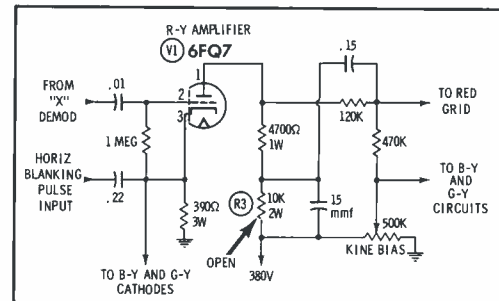 R-Y AMPLIFIER
V1 6FQ7
1
.15
FROM
"X"
DEMOD
.01
2
3
120K
TO RED
GRID
1 MEG
4700Ω
1W
470K
HORIZ
BLANKING
PULSE
INPUT
.22
390Ω
3W
R3
10K
2W
15
mmf
TO B-Y
AND
G-Y
CIRCUITS
500K
KINE BIAS
OPEN
TO B-Y AND G-Y
CATHODES
380V